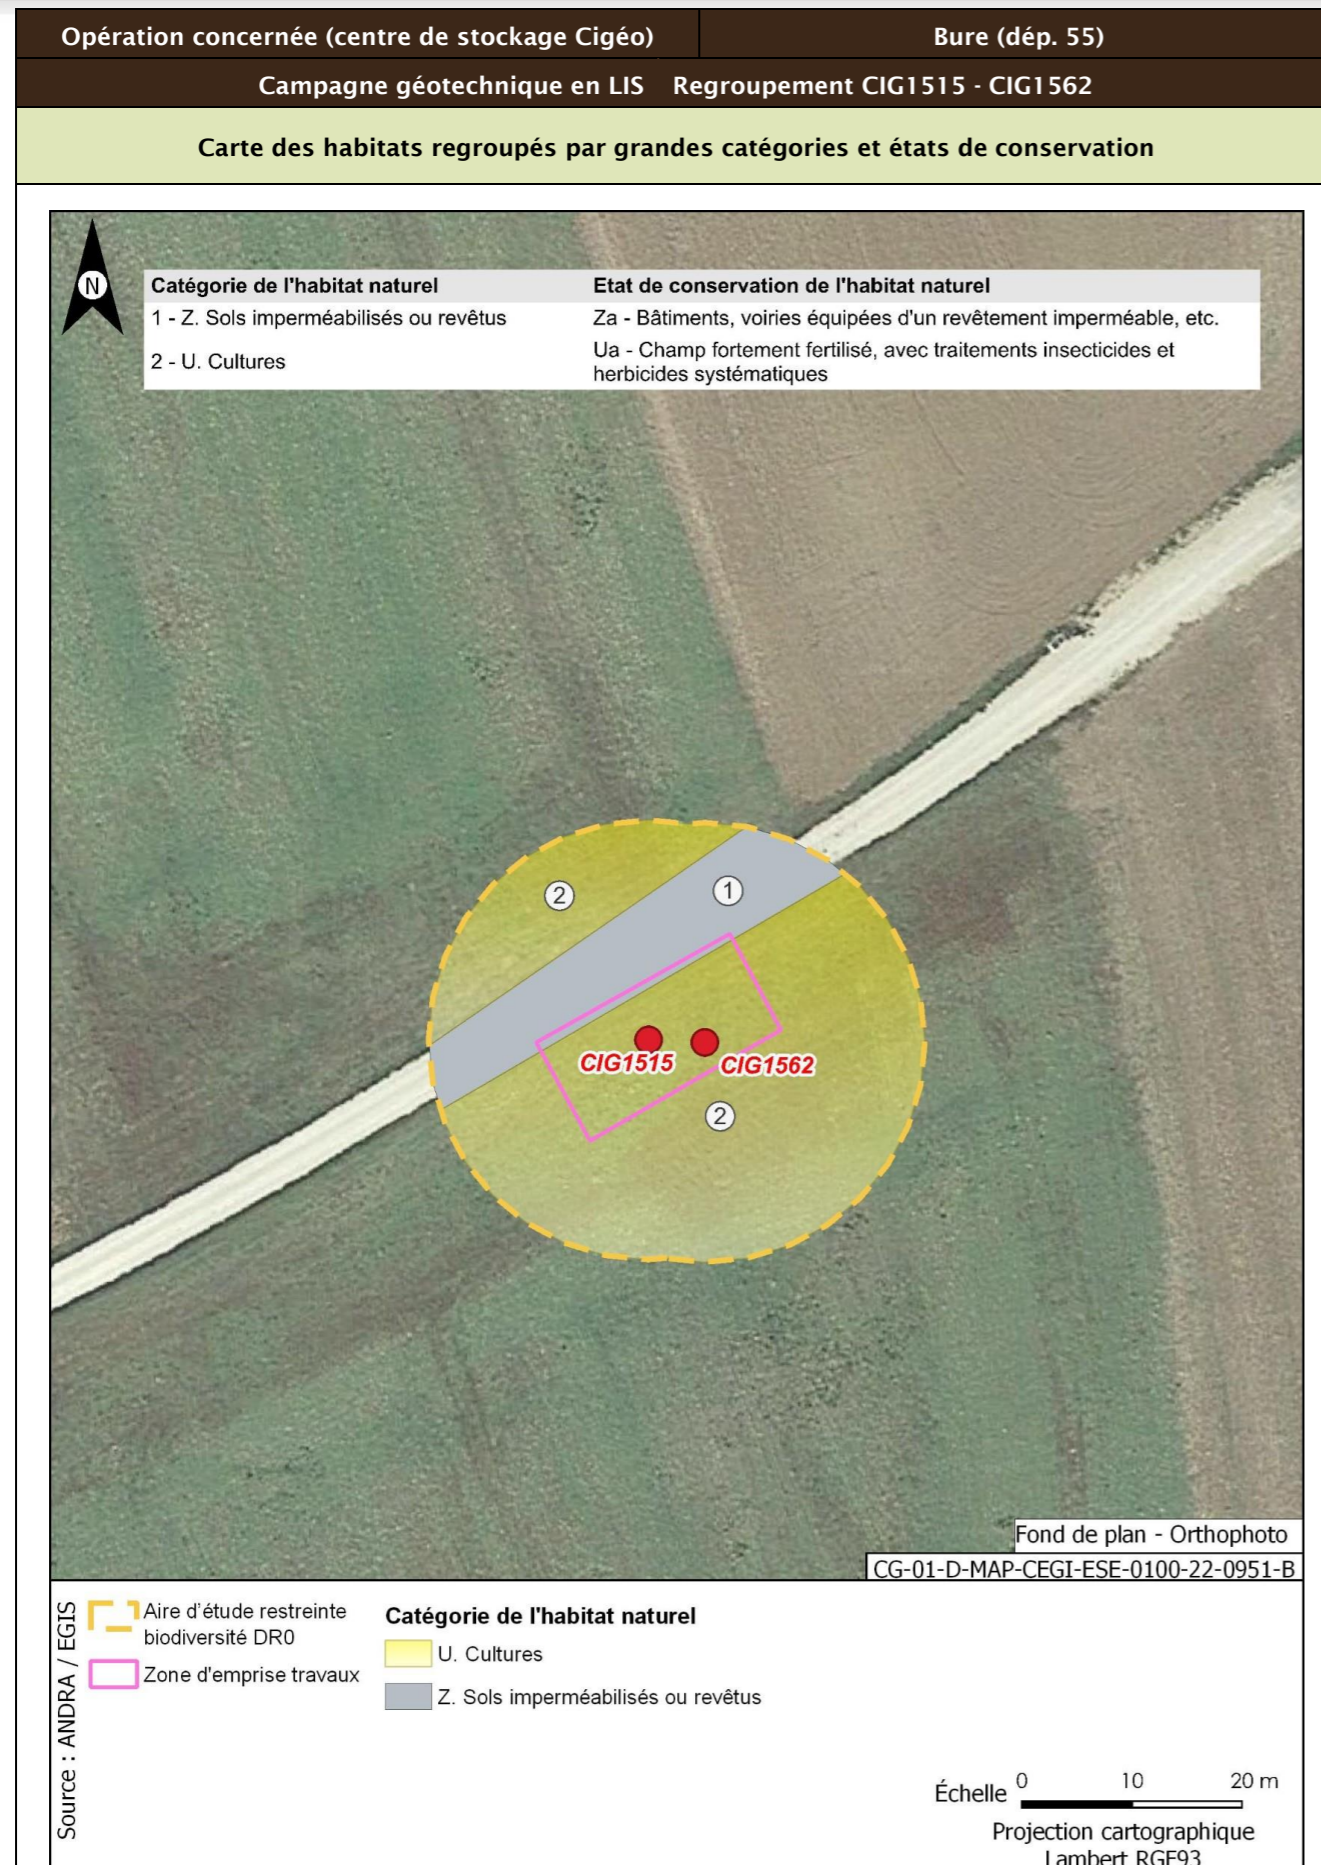 Opération concernée (centre de stockage Cigéo)
Bure (dép. 55)
Campagne géotechnique en LIS Regroupement CIG1515 - CIG1562
Carte des habitats regroupés par grandes catégories et états de conservation
N
Catégorie de l'habitat naturel
Etat de conservation de l'habitat naturel
1 - Z. Sols imperméabilisés ou revêtus
Za - Bâtiments, voiries équipées d'un revêtement imperméable, etc.
2 - U. Cultures
Ua - Champ fortement fertilisé, avec traitements insecticides et
herbicides systématiques
2
1
CIG1515
CIG1562
2
Fond de plan - Orthophoto
CG-01-D-MAP-CEGI-ESE-0100-22-0951-B
Source : ANDRA / EGIS
Aire d'étude restreinte
biodiversité DR0
Zone d'emprise travaux
Catégorie de l'habitat naturel
U. Cultures
Z. Sols imperméabilisés ou revêtus
Échelle 0 10 20 m
Projection cartographique
Lambert RGF93